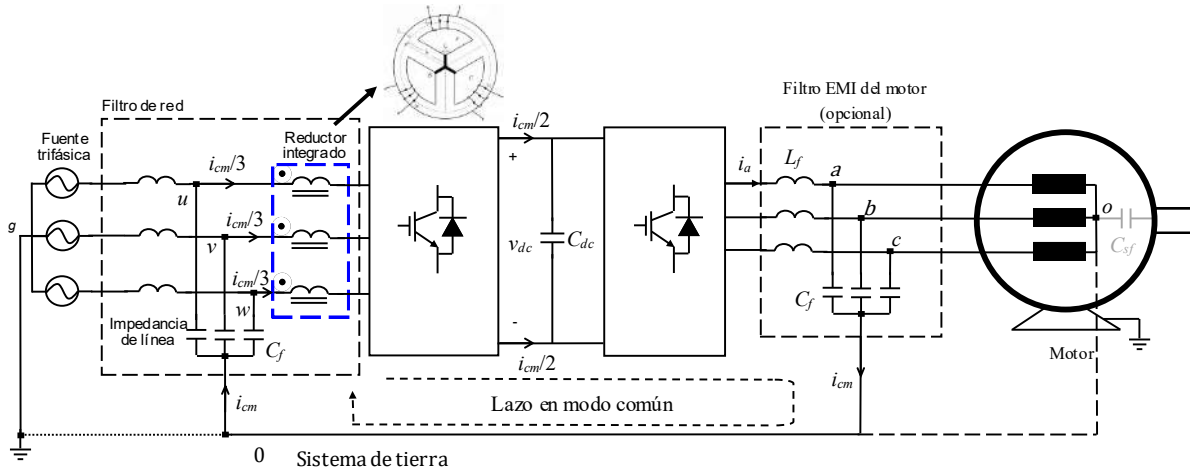 Filtro de red
Fuente
trifásica
Reductor
integrado
Filtro EMI del motor
(opcional)
i_cm/3
i_cm/3
i_cm/3
u
v
w
g
i_cm/2
+
v_dc
C_dc
-
i_cm/2
i_a
L_f
a
b
c
o
C_sf
C_f
Impedancia
de línea
C_f
Motor
i_cm
i_cm
Lazo en modo común
0
Sistema de tierra